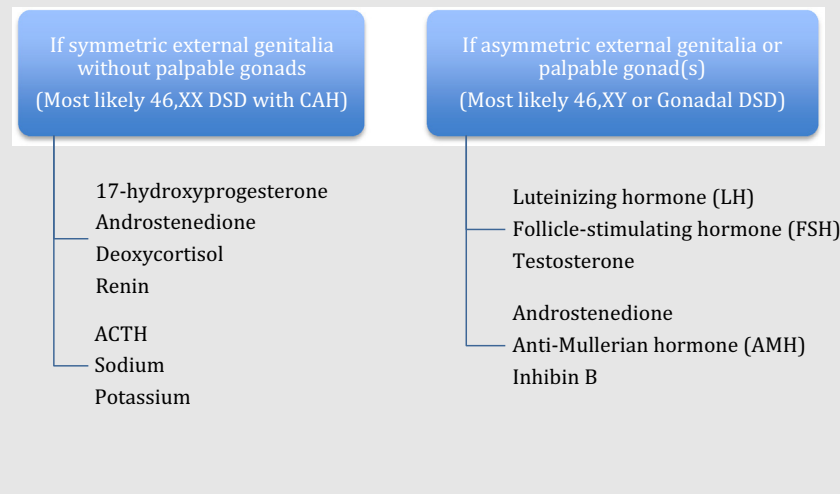 If symmetric external genitalia
without palpable gonads
(Most likely 46,XX DSD with CAH)
17-hydroxyprogesterone
Androstenedione
Deoxycortisol
Renin
ACTH
Sodium
Potassium
If asymmetric external genitalia or
palpable gonad(s)
(Most likely 46,XY or Gonadal DSD)
Luteinizing hormone (LH)
Follicle-stimulating hormone (FSH)
Testosterone
Androstenedione
Anti-Mullerian hormone (AMH)
Inhibin B